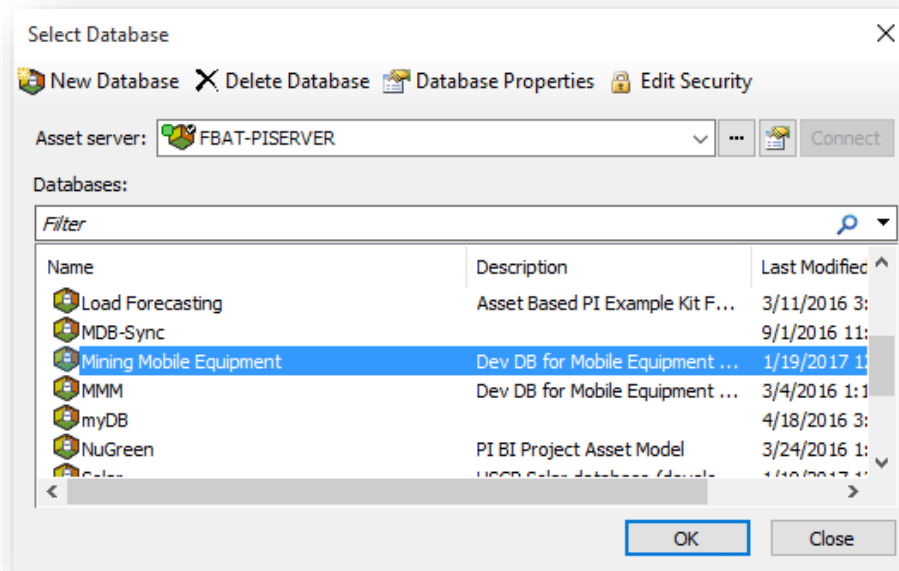 Select Database
New Database Delete Database Database Properties Edit Security
Asset server: FBAT-PISERVER ... Connect
Databases:
Filter
Name Description Last Modified
Load Forecasting Asset Based PI Example Kit F... 3/11/2016 3:
MDB-Sync 9/1/2016 11:
Mining Mobile Equipment Dev DB for Mobile Equipment ... 1/19/2017 1
MMM Dev DB for Mobile Equipment ... 3/4/2016 1:1
myDB 4/18/2016 3:
NuGreen PI BI Project Asset Model 3/24/2016 1:
OK Close